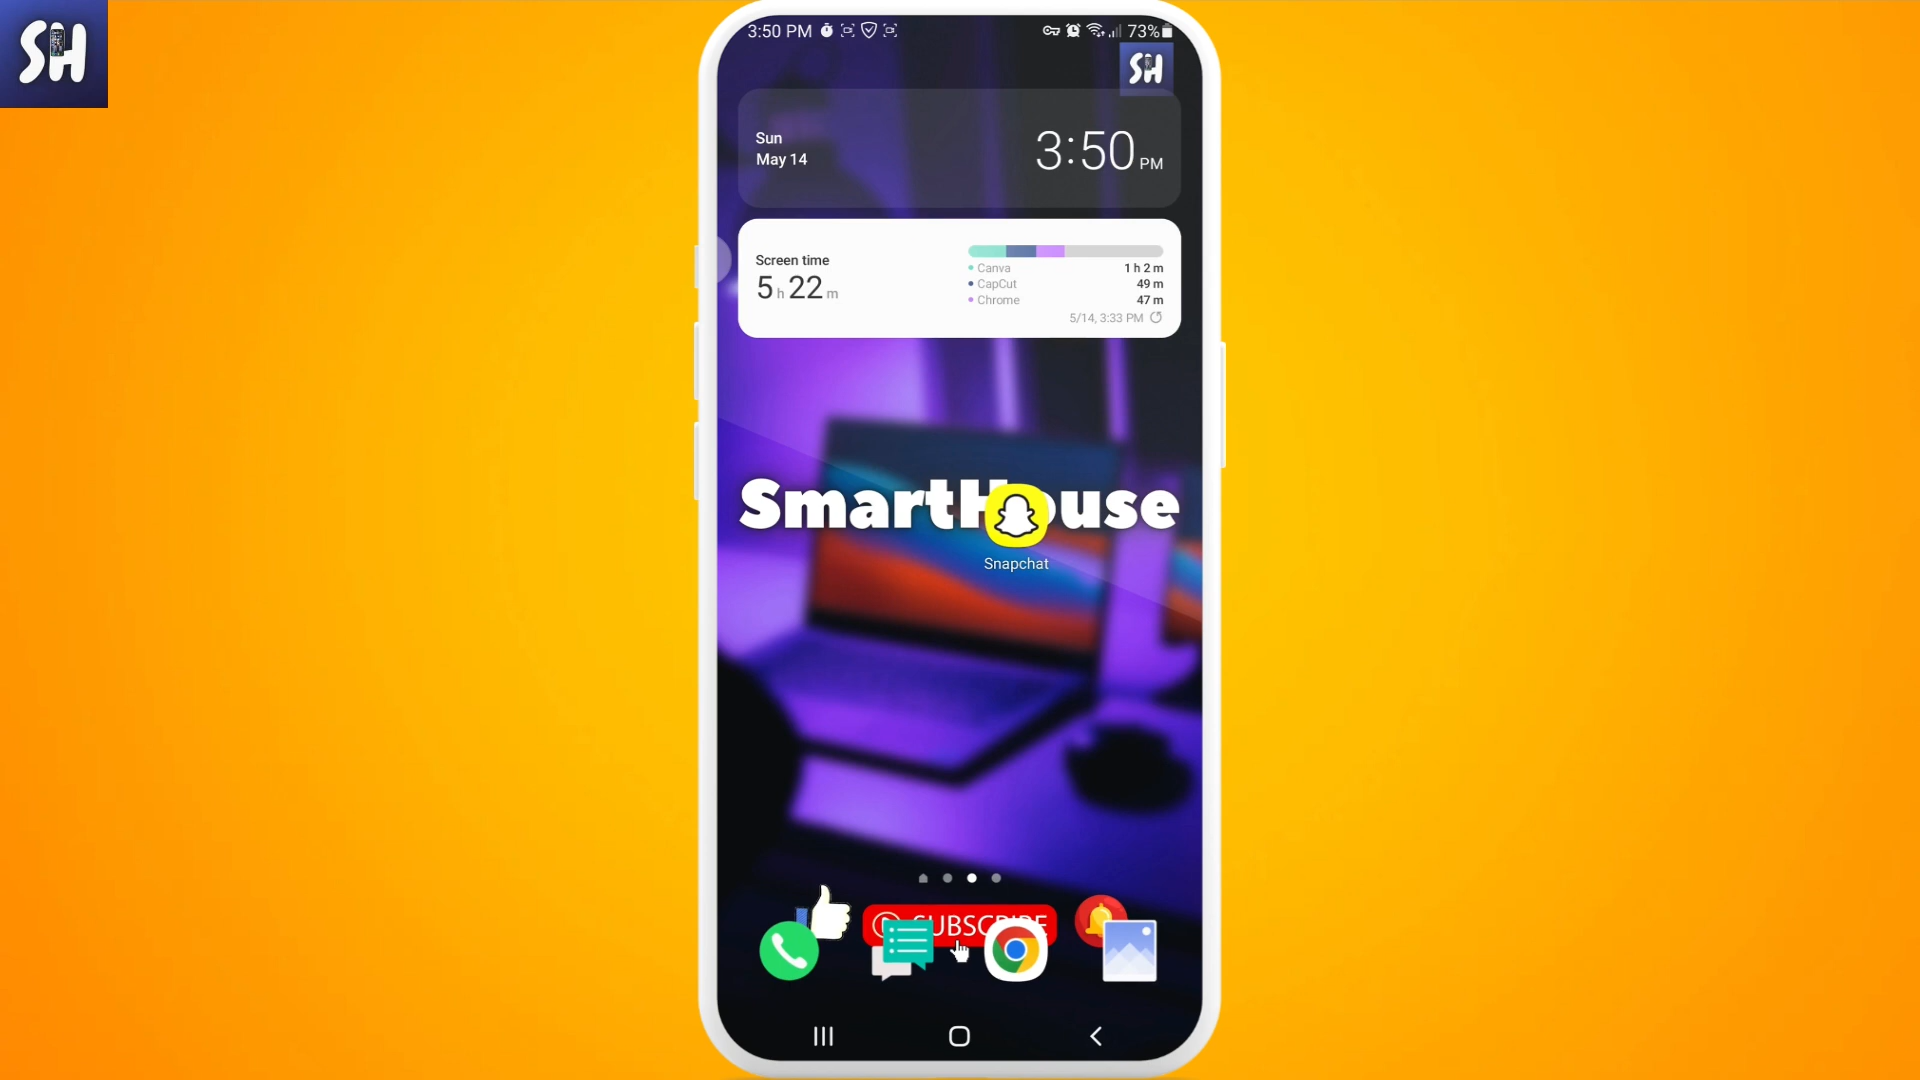 SH
3:50 PM
73%
SH
Sun
May 14
3:50 PM
Screen time
5 h 22 m
Canva 1 h 2 m
CapCut 49 m
Chrome 47 m
5/14, 3:33 PM
SmartHouse
Snapchat
SUBSCRIBE